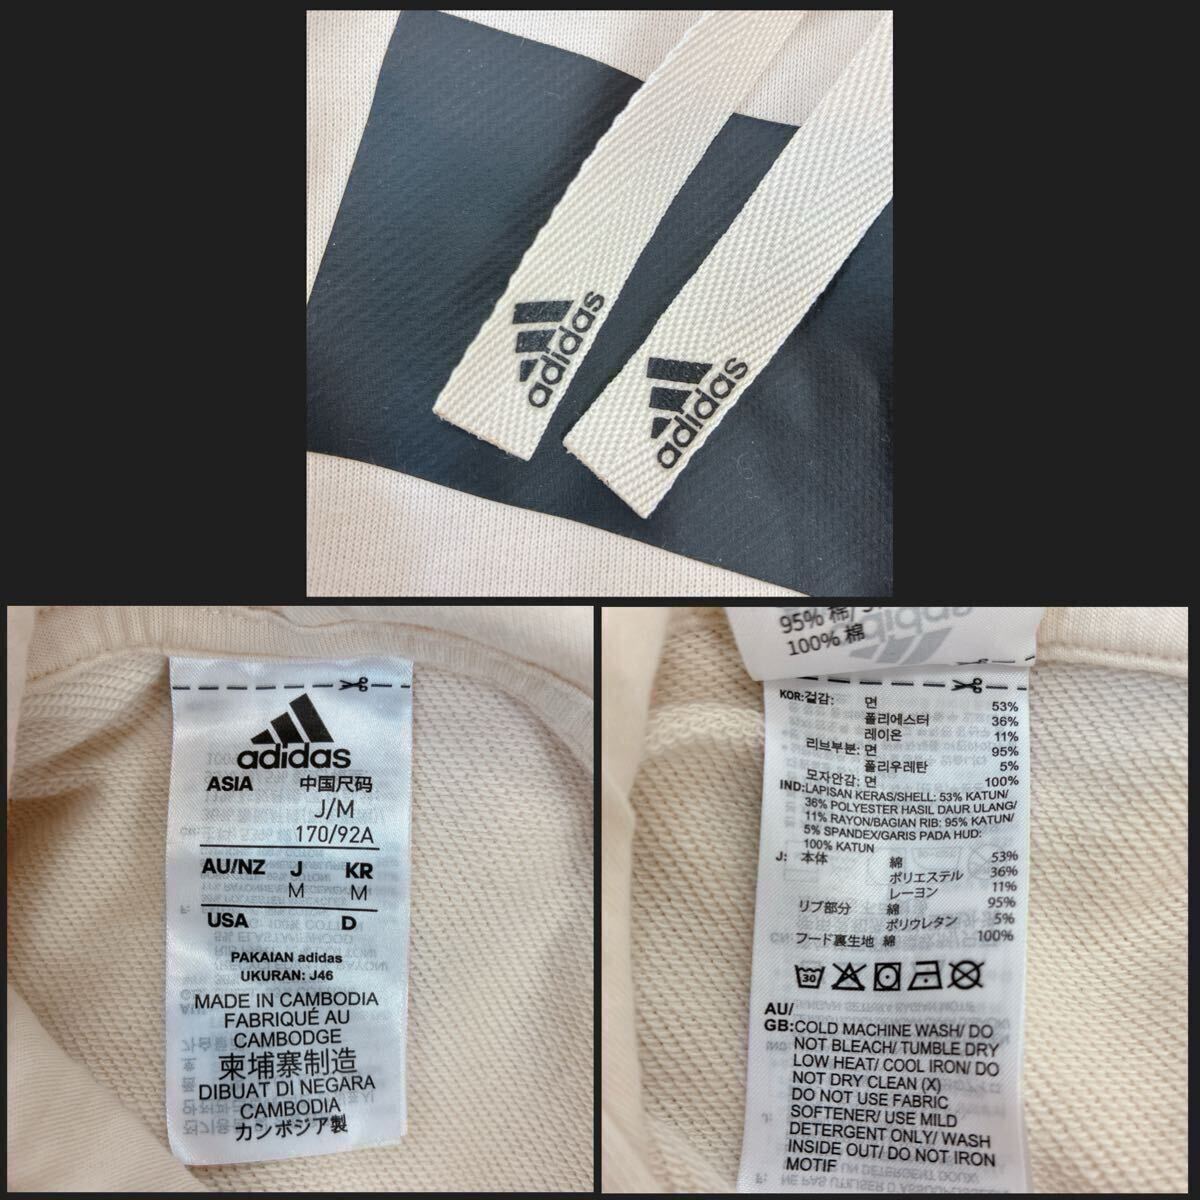 adidas
adidas
adidas
ASIA 中国尺码
J/M
170/92A
AU/NZ J KR
M M
USA D
PAKAIAN adidas
UKURAN: J46
MADE IN CAMBODIA
FABRIQUÉ AU
CAMBODGE
柬埔寨制造
DIBUAT DI NEGARA
CAMBODIA
カンボジア製
95% 棉/
100% 棉
KOR:겉감: 면 53%
폴리에스터 36%
레이온 11%
리브부분: 면 95%
폴리우레탄 5%
모자안감: 면 100%
IND:LAPISAN KERAS/SHELL: 53% KATUN/
36% POLYESTER HASIL DAUR ULANG/
11% RAYON/BAGIAN RIB: 95% KATUN/
5% SPANDEX/GARIS PADA HUD:
100% KATUN
J: 本体 綿 53%
ポリエステル 36%
レーヨン 11%
リブ部分 綿 95%
ポリウレタン 5%
フード裏生地 綿 100%
30
AU/
GB:COLD MACHINE WASH/ DO
NOT BLEACH/ TUMBLE DRY
LOW HEAT/ COOL IRON/ DO
NOT DRY CLEAN (X)
DO NOT USE FABRIC
SOFTENER/ USE MILD
DETERGENT ONLY/ WASH
INSIDE OUT/ DO NOT IRON
MOTIF